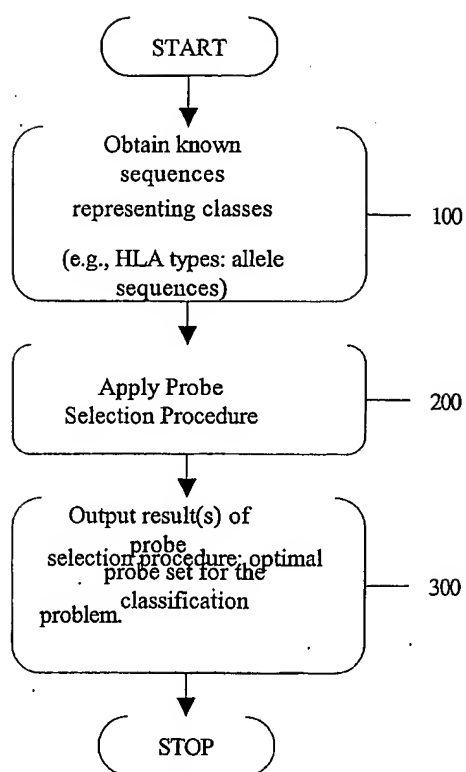 START
Obtain known
sequences
representing classes
100
(e.g., HLA types: allele
sequences)
Apply Probe
Selection Procedure
200
Output result(s) of
probe
selection procedure: optimal
probe set for the
300
classification
problem.
STOP